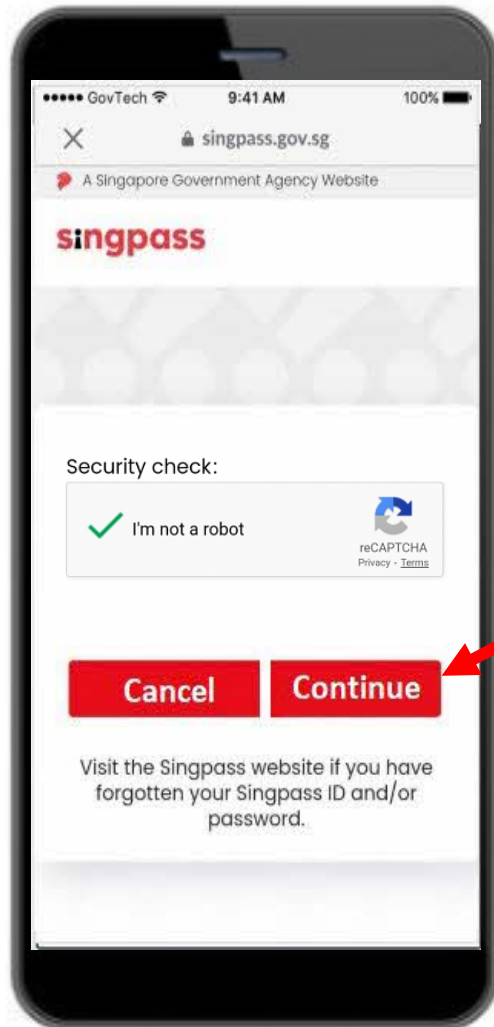 GovTech 9:41 AM 100%
singpass.gov.sg
A Singapore Government Agency Website
singpass
Security check:
I'm not a robot
reCAPTCHA
Privacy - Terms
Cancel Continue
Visit the Singpass website if you have
forgotten your Singpass ID and/or
password.